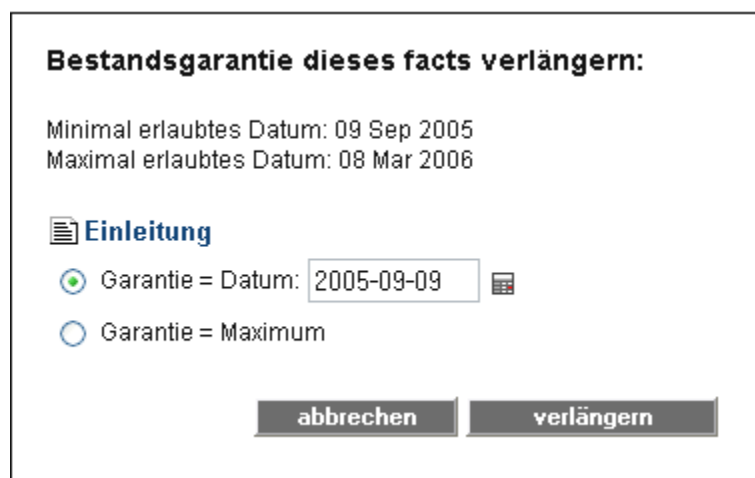 Bestandsgarantie dieses facts verlängern:
Minimal erlaubtes Datum: 09 Sep 2005
Maximal erlaubtes Datum: 08 Mar 2006
Einleitung
Garantie = Datum: 2005-09-09
Garantie = Maximum
abbrechen verlängern